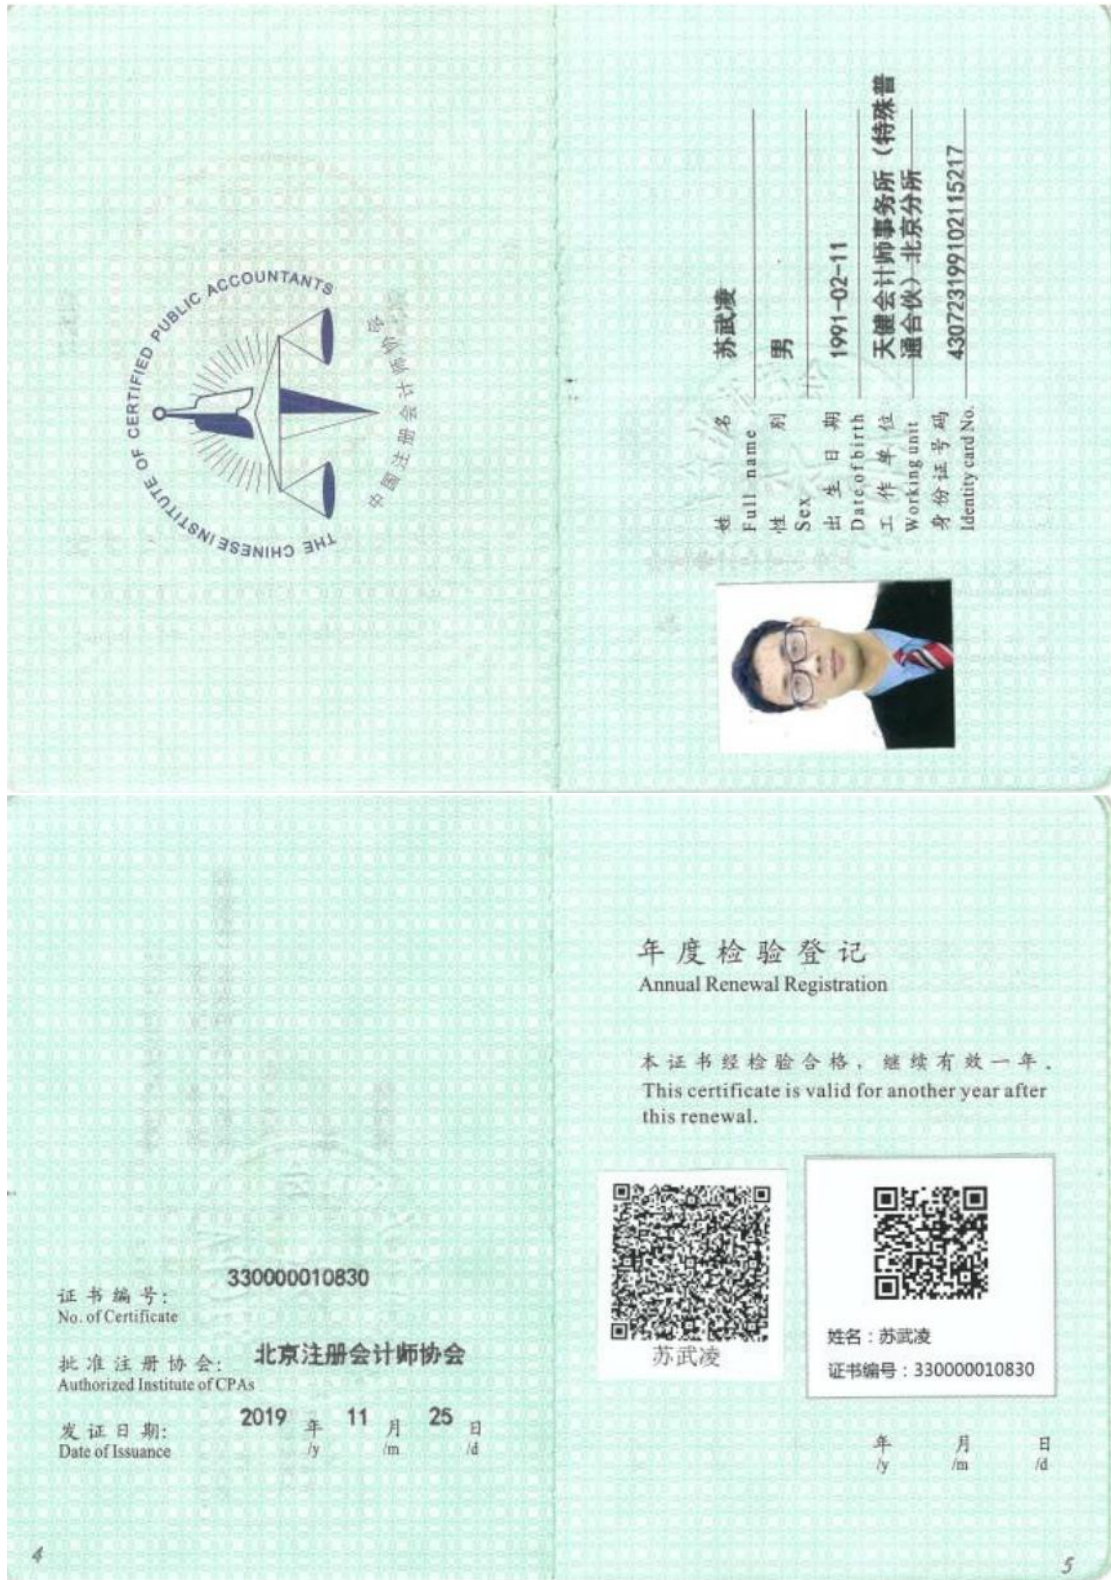 THE CHINESE INSTITUTE OF CERTIFIED PUBLIC ACCOUNTANTS
中国注册会计师协会
姓名 苏武凌
Full name
性别 男
Sex
出生日期 1991-02-11
Date of birth
工作单位 天健会计师事务所（特殊普
通合伙）北京分所
Working unit
身份证号码 430723199102115217
Identity card No.
年度检验登记
Annual Renewal Registration
本证书经检验合格，继续有效一年.
This certificate is valid for another year after
this renewal.
证书编号: 330000010830
No. of Certificate
批准注册协会: 北京注册会计师协会
Authorized Institute of CPAs
发证日期: 2019 年 11 月 25 日
Date of Issuance /y /m /d
苏武凌
姓名：苏武凌
证书编号：330000010830
年 月 日
/y /m /d
4
5